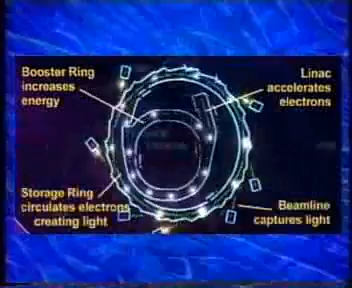 Booster Ring
increases
energy
Linac
accelerates
electrons
Storage Ring
circulates electrons
creating light
Beamline
captures light